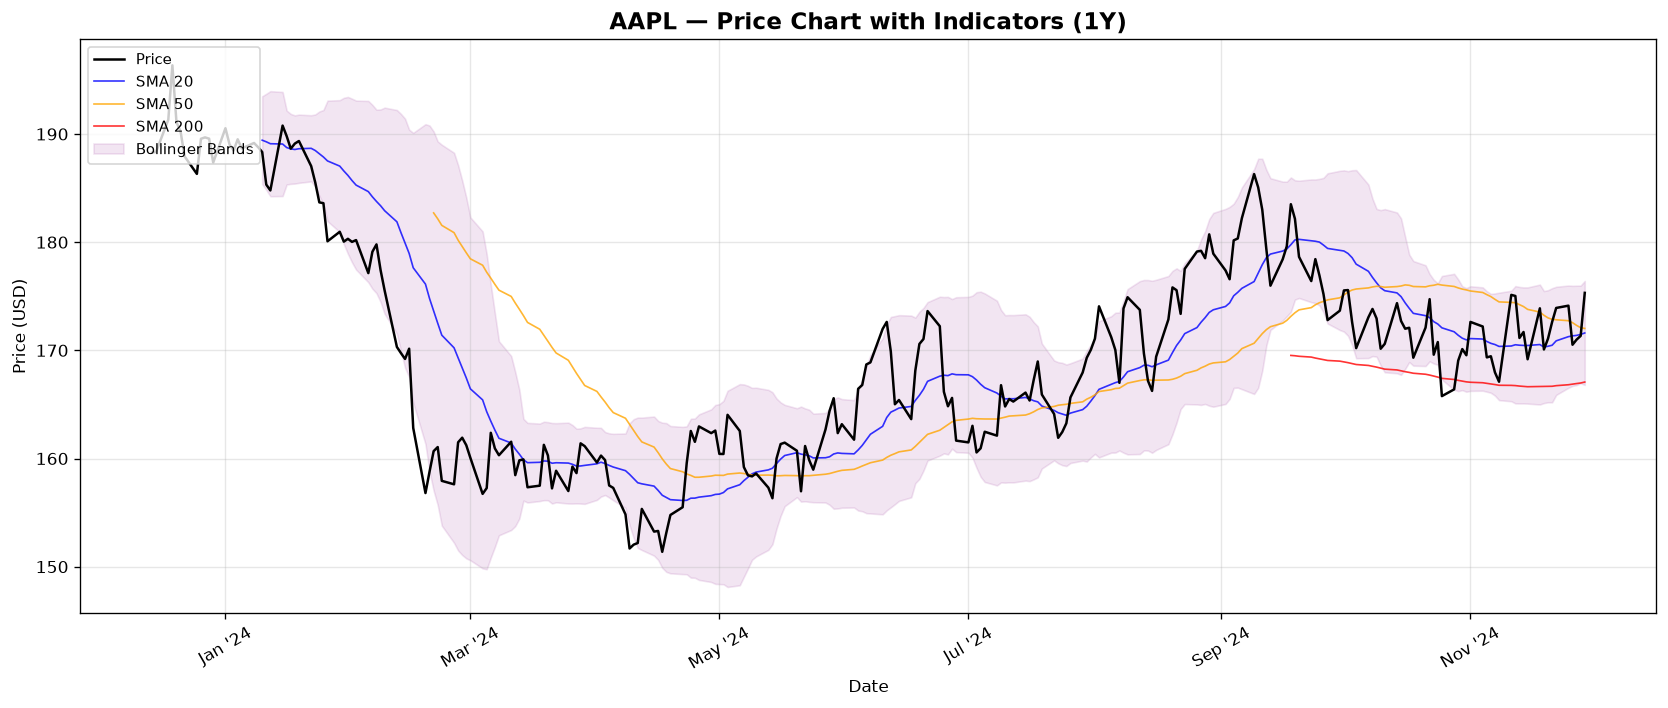 AAPL — Price Chart with Indicators (1Y)
Price
SMA 20
SMA 50
SMA 200
Bollinger Bands
190
180
170
160
150
Price (USD)
Jan '24
Mar '24
May '24
Jul '24
Sep '24
Nov '24
Date